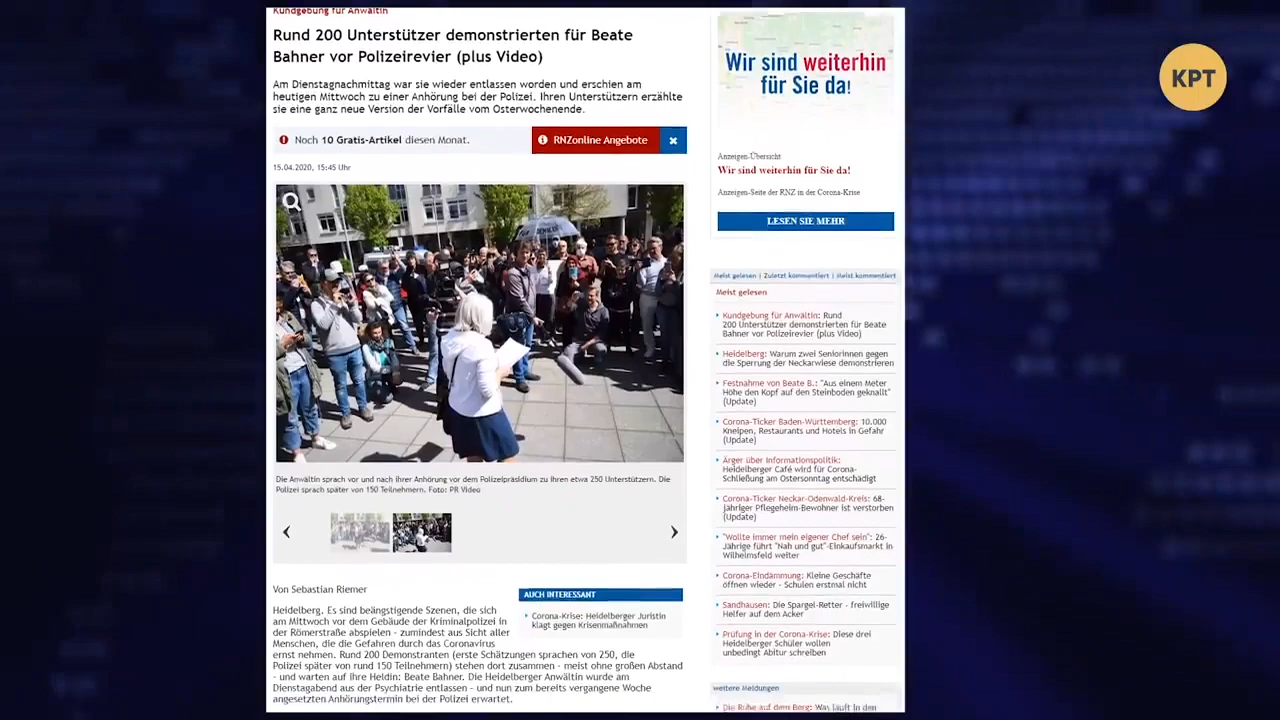 Kundgebung für Anwältin
Rund 200 Unterstützer demonstrierten für Beate
Bahner vor Polizeirevier (plus Video)
Am Dienstagnachmittag war sie wieder entlassen worden und erschien am
heutigen Mittwoch zu einer Anhörung bei der Polizei. Ihren Unterstützern erzählte
sie eine ganz neue Version der Vorfälle vom Osterwochenende.
Noch 10 Gratis-Artikel diesen Monat.
RNZonline Angebote
15.04.2020, 15:45 Uhr
Die Anwältin sprach vor und nach ihrer Anhörung vor dem Polizeipräsidium zu ihren etwa 250 Unterstützern. Die
Polizei sprach später von 150 Teilnehmern. Foto: PR Video
Von Sebastian Riemer
Heidelberg. Es sind beängstigende Szenen, die sich
am Mittwoch vor dem Gebäude der Kriminalpolizei in
der Römerstraße abspielen - zumindest aus Sicht aller
Menschen, die die Gefahren durch das Coronavirus
ernst nehmen. Rund 200 Demonstranten (erste Schätzungen sprachen von 250, die
Polizei später von rund 150 Teilnehmern) stehen dort zusammen - meist ohne großen Abstand
- und warten auf ihre Heldin: Beate Bahner. Die Heidelberger Anwältin wurde am
Dienstagabend aus der Psychiatrie entlassen - und nun zum bereits vergangene Woche
angesetzten Anhörungstermin bei der Polizei erwartet.
AUCH INTERESSANT
Corona-Krise: Heidelberger Juristin
klagt gegen Krisenmaßnahmen
Wir sind weiterhin
für Sie da!
Anzeigen-Übersicht
Wir sind weiterhin für Sie da!
Anzeigen-Seite der RNZ in der Corona-Krise
LESEN SIE MEHR
Meist gelesen | Zuletzt kommentiert | Meist kommentiert
Meist gelesen
Kundgebung für Anwältin: Rund
200 Unterstützer demonstrierten für Beate
Bahner vor Polizeirevier (plus Video)
Heidelberg: Warum zwei Seniorinnen gegen
die Sperrung der Neckarwiese demonstrieren
Festnahme von Beate B.: "Aus einem Meter
Höhe den Kopf auf den Steinboden geknallt"
(Update)
Corona-Ticker Baden-Württemberg: 10.000
Kneipen, Restaurants und Hotels in Gefahr
(Update)
Ärger über Informationspolitik:
Heidelberger Café wird für Corona-
Schließung am Ostersonntag entschädigt
Corona-Ticker Neckar-Odenwald-Kreis: 68-
jähriger Pflegeheim-Bewohner ist verstorben
(Update)
"Wollte immer mein eigener Chef sein": 26-
Jährige führt "Nah und gut"-Einkaufsmarkt in
Wilhelmsfeld weiter
Corona-Eindämmung: Kleine Geschäfte
öffnen wieder - Schulen erstmal nicht
Sandhausen: Die Spargel-Retter - freiwillige
Helfer auf dem Acker
Prüfung in der Corona-Krise: Diese drei
Heidelberger Schüler wollen
unbedingt Abitur schreiben
weitere Meldungen
Die Ruhe auf dem Berg: Was läuft in den
KPT